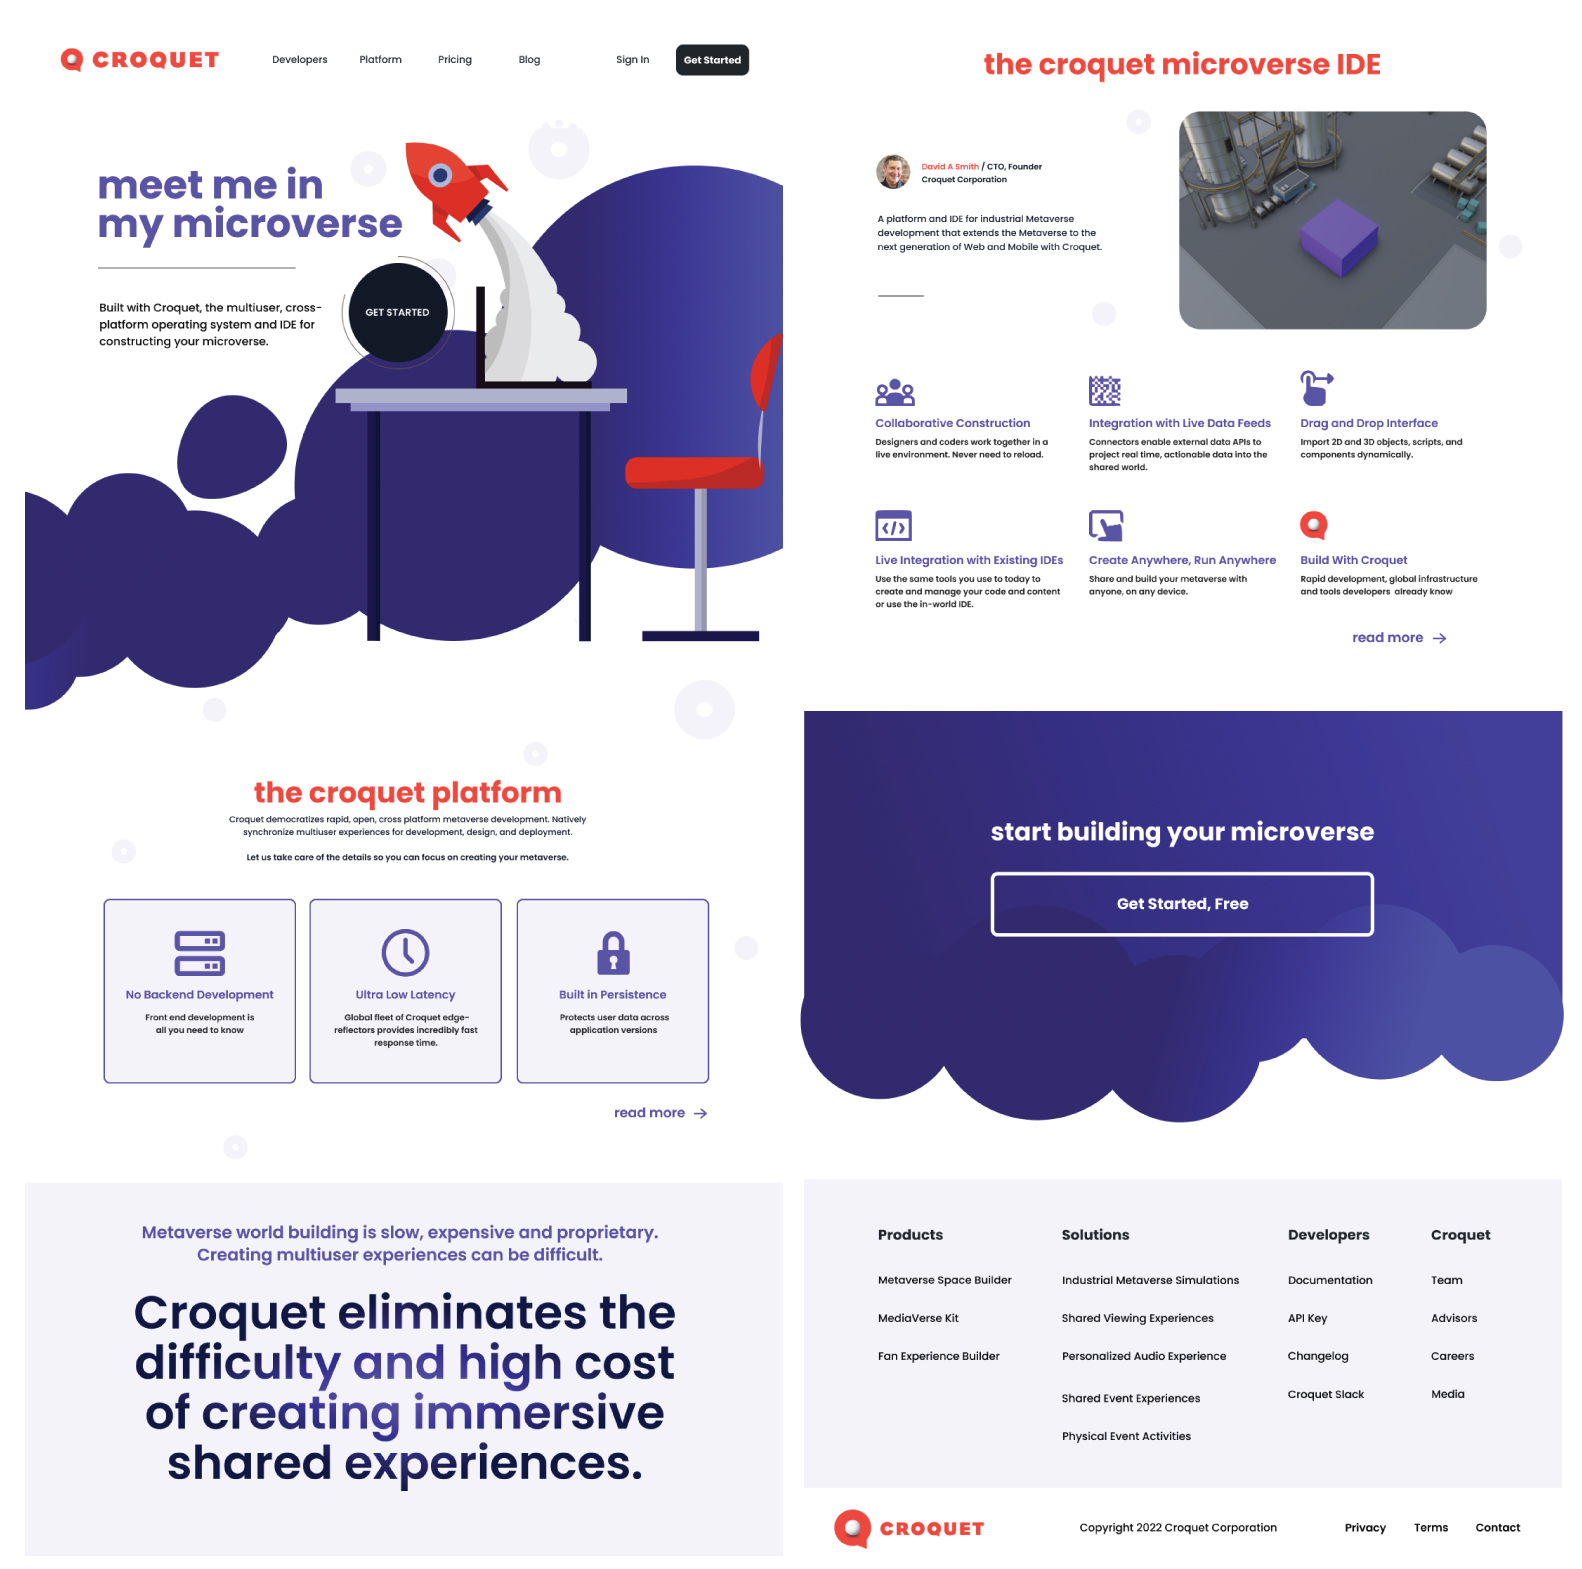 CROQUET
Developers
Platform
Pricing
Blog
Sign In
Get Started
meet me in
my microverse
Built with Croquet, the multiuser, cross-
platform operating system and IDE for
constructing your microverse.
GET STARTED
the croquet platform
Croquet democratizes rapid, open, cross platform metaverse development. Natively
synchronize multiuser experiences for development, design, and deployment.
Let us take care of the details so you can focus on creating your metaverse.
No Backend Development
Front end development is
all you need to know
Ultra Low Latency
Global fleet of Croquet edge-
reflectors provides incredibly fast
response time.
Built in Persistence
Protects user data across
application versions
read more →
Metaverse world building is slow, expensive and proprietary.
Creating multiuser experiences can be difficult.
Croquet eliminates the
difficulty and high cost
of creating immersive
shared experiences.
the croquet microverse IDE
David A Smith / CTO, Founder
Croquet Corporation
A platform and IDE for industrial Metaverse
development that extends the Metaverse to the
next generation of Web and Mobile with Croquet.
Collaborative Construction
Designers and coders work together in a
live environment. Never need to reload.
Integration with Live Data Feeds
Connectors enable external data APIs to
project real time, actionable data into the
shared world.
Drag and Drop Interface
Import 2D and 3D objects, scripts, and
components dynamically.
Live Integration with Existing IDEs
Use the same tools you use to today to
create and manage your code and content
or use the in-world IDE.
Create Anywhere, Run Anywhere
Share and build your metaverse with
anyone, on any device.
Build With Croquet
Rapid development, global infrastructure
and tools developers already know
read more →
start building your microverse
Get Started, Free
Products
Metaverse Space Builder
MediaVerse Kit
Fan Experience Builder
Solutions
Industrial Metaverse Simulations
Shared Viewing Experiences
Personalized Audio Experience
Shared Event Experiences
Physical Event Activities
Developers
Documentation
API Key
Changelog
Croquet Slack
Croquet
Team
Advisors
Careers
Media
CROQUET
Copyright 2022 Croquet Corporation
Privacy
Terms
Contact